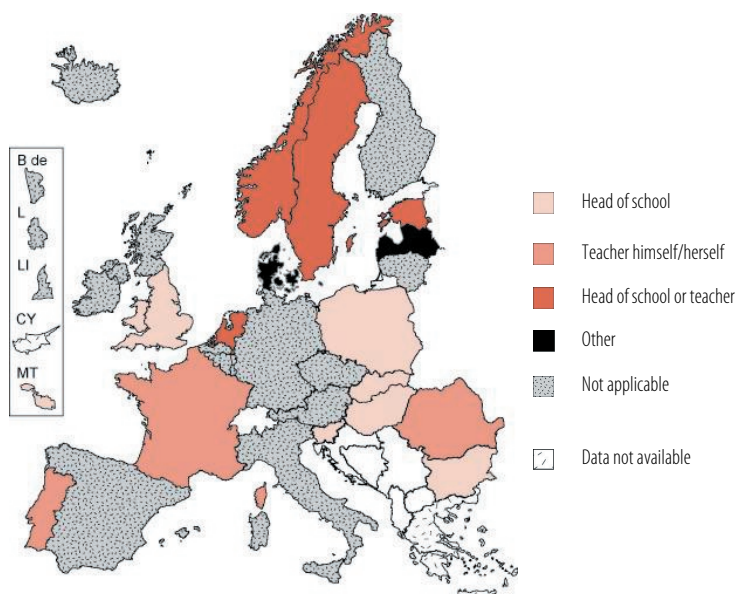 B de
L
LI
CY
MT
Head of school
Teacher himself/herself
Head of school or teacher
Other
Not applicable
Data not available